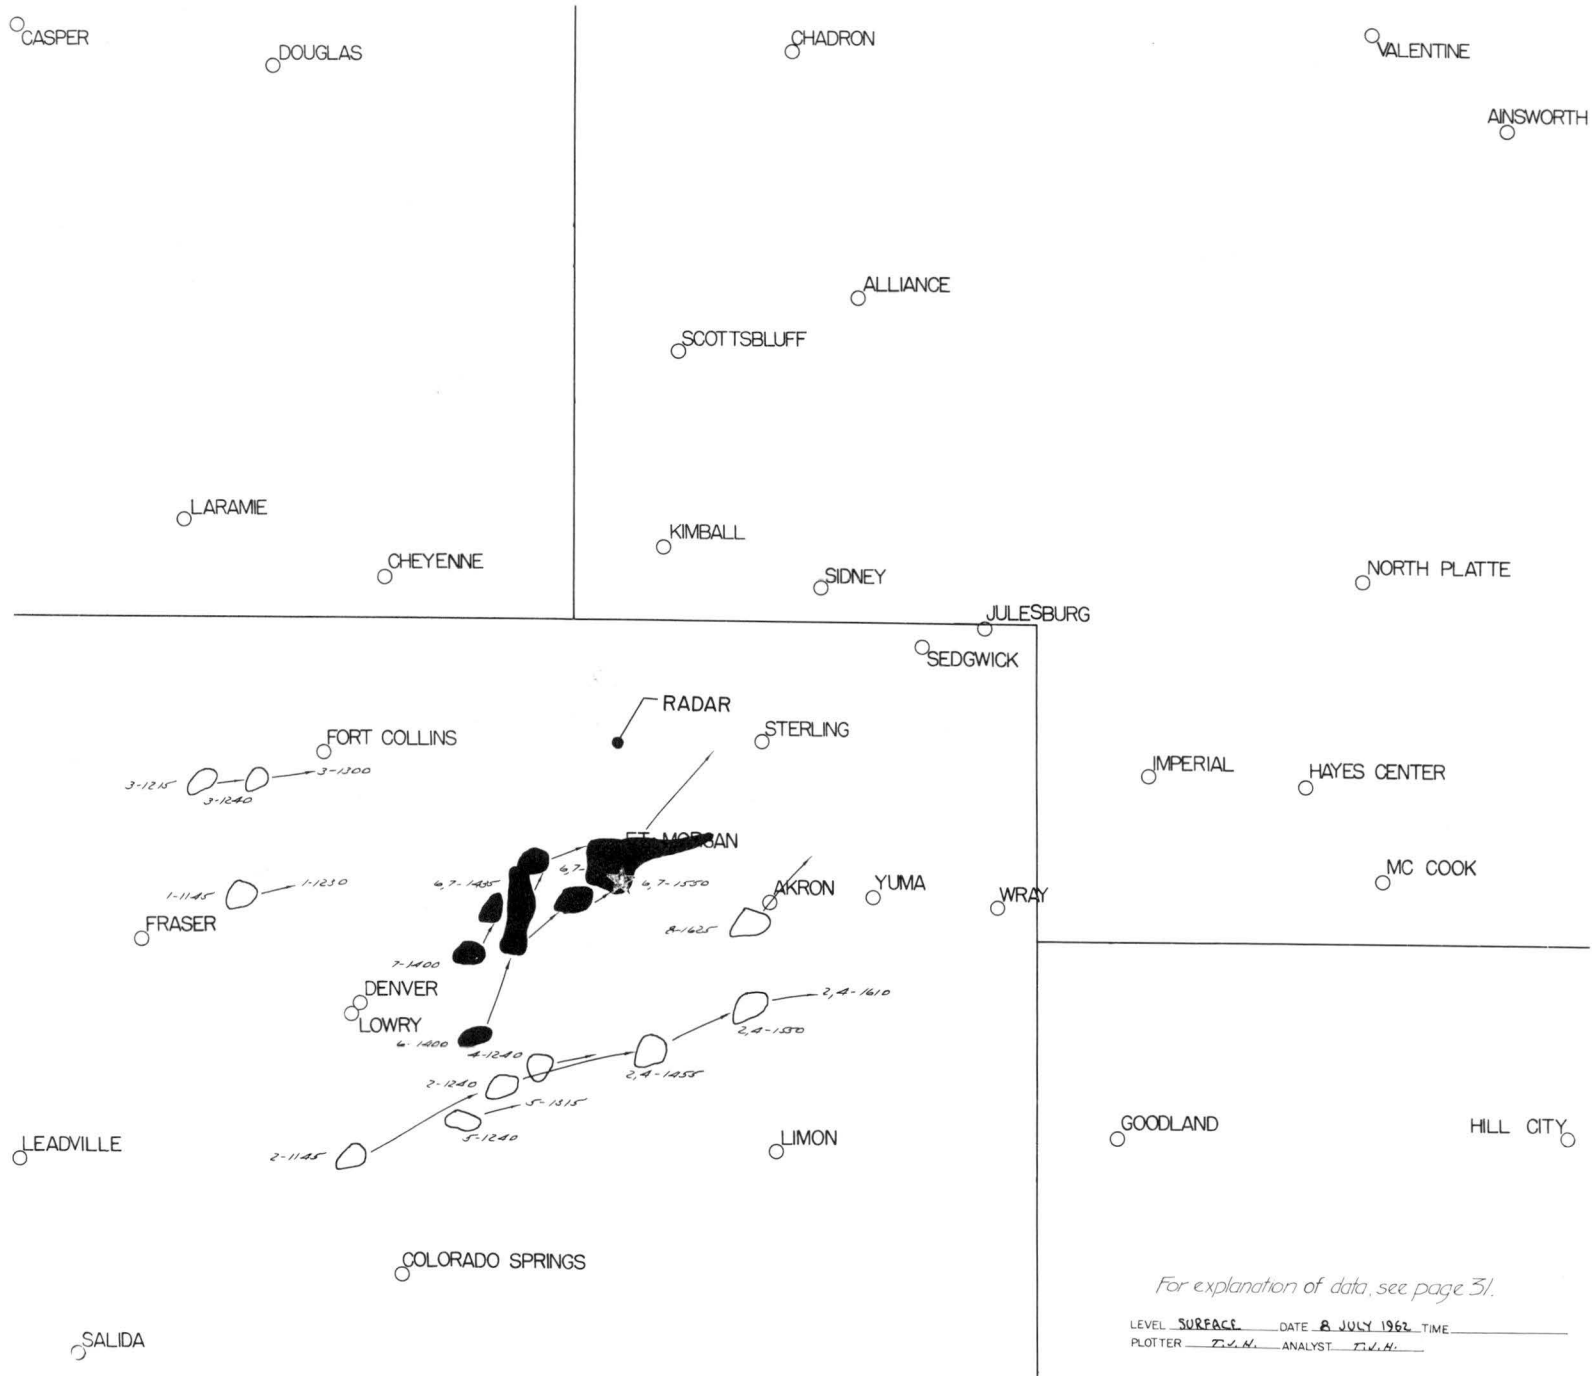 CASPER
DOUGLAS
CHADRON
VALENTINE
AINSWORTH
ALLIANCE
SCOTTSBLUFF
LARAMIE
KIMBALL
CHEYENNE
SIDNEY
NORTH PLATTE
JULESBURG
SEDGWICK
RADAR
FORT COLLINS
STERLING
IMPERIAL
HAYES CENTER
3-1215
3-1240
3-1300
FT. MORGAN
MC COOK
1-1145
1-1230
6,7-1435
6,7-
6,7-1550
AKRON
YUMA
WRAY
FRASER
8-1625
7-1400
DENVER
LOWRY
6-1400
2,4-1610
2,4-1550
4-1240
2-1240
2,4-1455
5-1315
5-1240
LEADVILLE
2-1145
LIMON
GOODLAND
HILL CITY
COLORADO SPRINGS
SALIDA
For explanation of data, see page 31.
LEVEL SURFACE DATE 8 JULY 1962 TIME
PLOTTER T.J.H. ANALYST T.J.H.